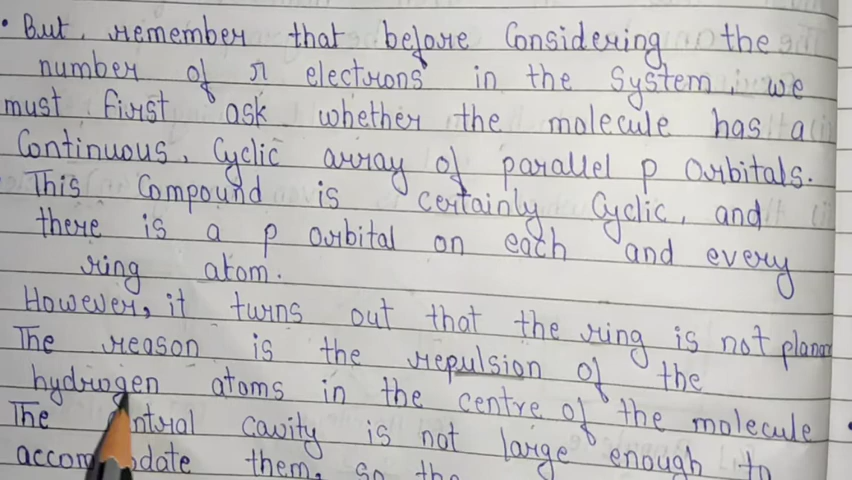 • But, remember that before Considering the
number of π electrons in the System, we
must first ask whether the molecule has a
Continuous, Cyclic array of parallel p orbitals.
This Compound is certainly Cyclic, and
there is a p orbital on each and every
ring atom.
However, it turns out that the ring is not planar
The reason is the repulsion of the
hydrogen atoms in the centre of the molecule
The cavity is not large enough to
them, so the